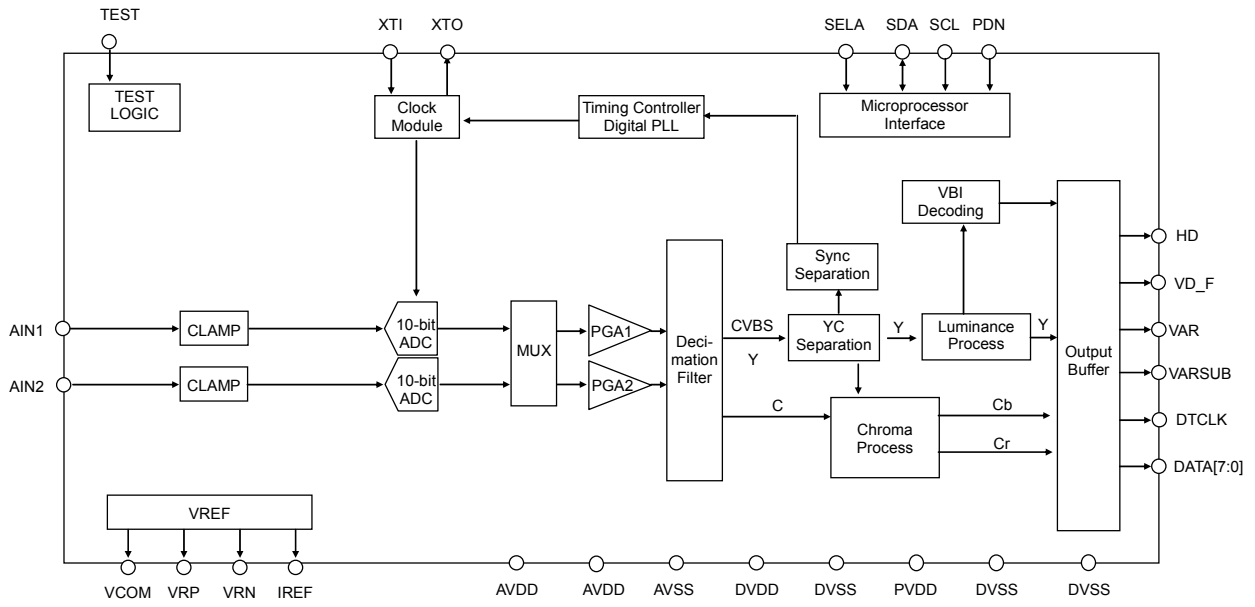 TEST
XTI
XTO
SELA
SDA
SCL
PDN
TEST
LOGIC
Clock
Module
Timing Controller
Digital PLL
Microprocessor
Interface
VBI
Decoding
HD
Sync
Separation
VD_F
AIN1
CLAMP
10-bit
ADC
MUX
PGA1
Deci-
mation
Filter
CVBS
Y
YC
Separation
Y
Luminance
Process
Y
Output
Buffer
VAR
AIN2
CLAMP
10-bit
ADC
PGA2
VARSUB
C
Chroma
Process
Cb
Cr
DTCLK
DATA[7:0]
VREF
VCOM
VRP
VRN
IREF
AVDD
AVDD
AVSS
DVDD
DVSS
PVDD
DVSS
DVSS